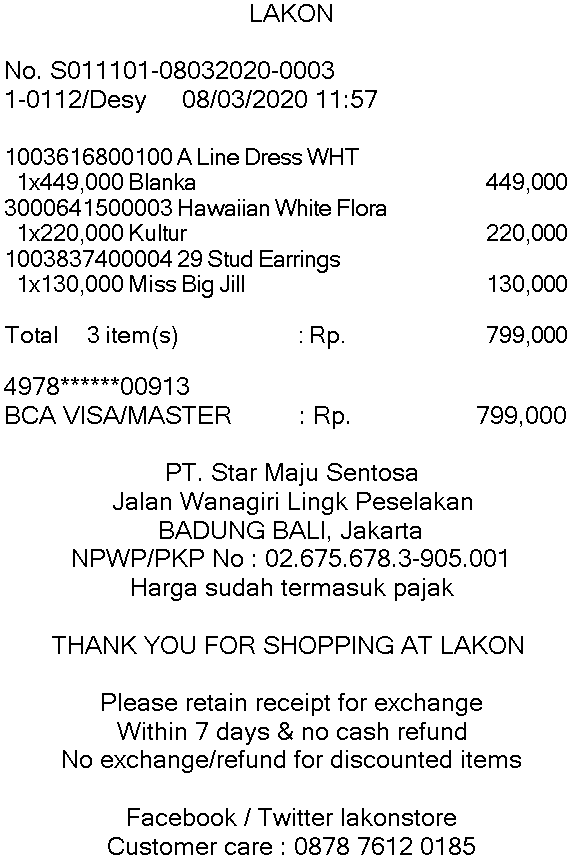 LAKON
No. S011101-08032020-0003
1-0112/Desy 08/03/2020 11:57
1003616800100 A Line Dress WHT
1x449,000 Blanka 449,000
3000641500003 Hawaiian White Flora
1x220,000 Kultur 220,000
1003837400004 29 Stud Earrings
1x130,000 Miss Big Jill 130,000
Total 3 item(s) : Rp. 799,000
4978******00913
BCA VISA/MASTER : Rp. 799,000
PT. Star Maju Sentosa
Jalan Wanagiri Lingk Peselakan
BADUNG BALI, Jakarta
NPWP/PKP No : 02.675.678.3-905.001
Harga sudah termasuk pajak
THANK YOU FOR SHOPPING AT LAKON
Please retain receipt for exchange
Within 7 days & no cash refund
No exchange/refund for discounted items
Facebook / Twitter lakonstore
Customer care : 0878 7612 0185